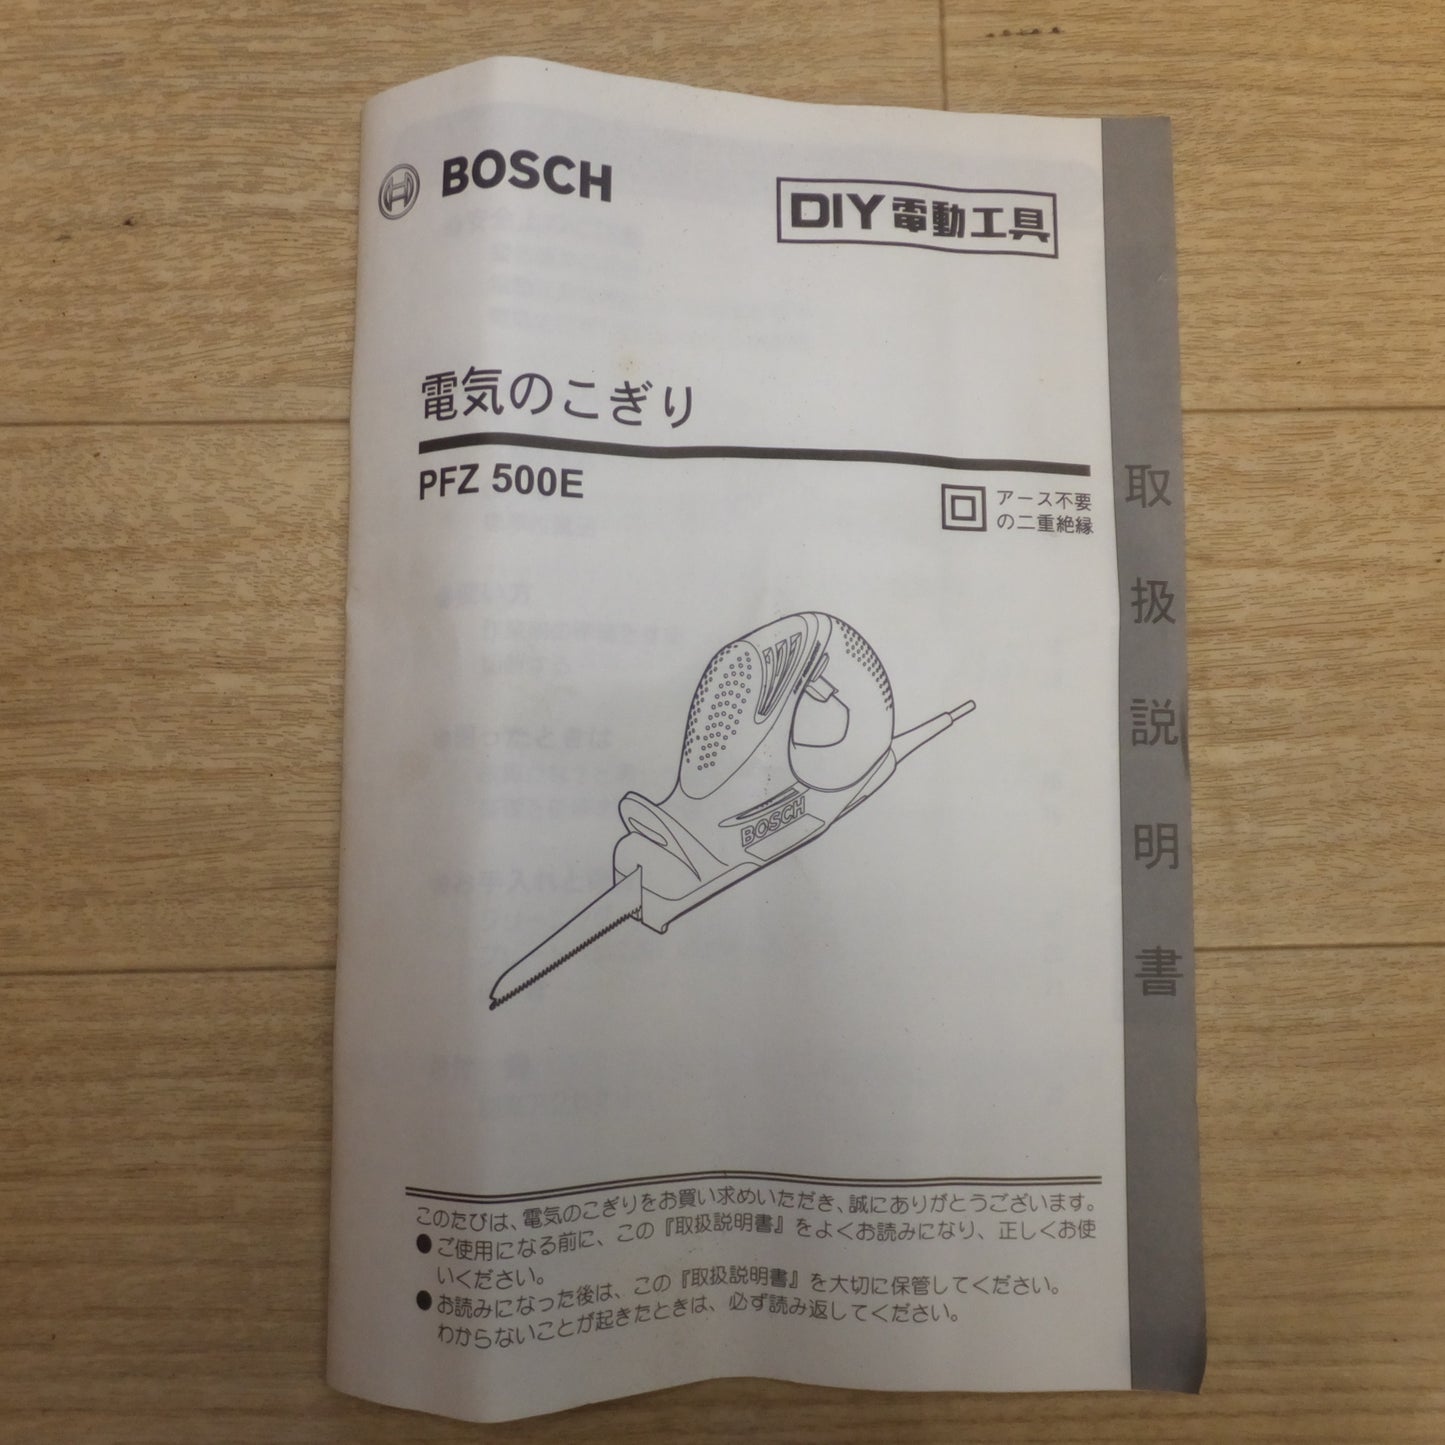 BOSCH
DIY電動工具
電気のこぎり
PFZ 500E
アース不要
の二重絶縁
取扱説明書
BOSCH
このたびは、電気のこぎりをお買い求めいただき、誠にありがとうございます。
●ご使用になる前に、この『取扱説明書』をよくお読みになり、正しくお使
いください。
●お読みになった後は、この『取扱説明書』を大切に保管してください。
わからないことが起きたときは、必ず読み返してください。